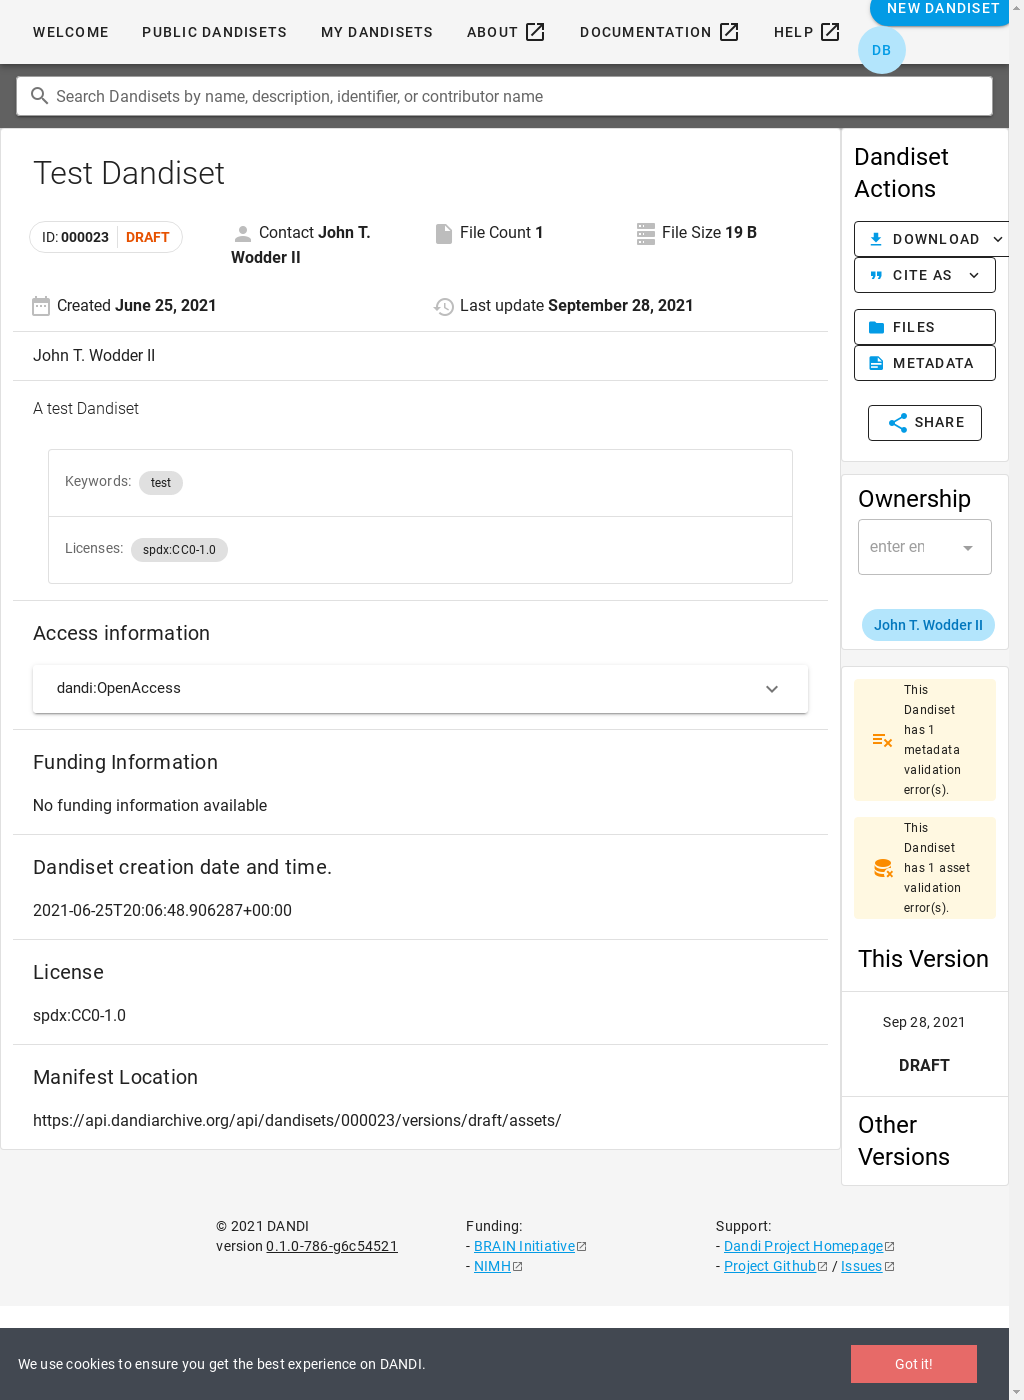 WELCOME PUBLIC DANDISETS MY DANDISETS ABOUT DOCUMENTATION HELP NEW DANDISET
DB
Search Dandisets by name, description, identifier, or contributor name
Test Dandiset
ID: 000023 DRAFT
Contact John T. Wodder II
File Count 1
File Size 19 B
Created June 25, 2021
Last update September 28, 2021
John T. Wodder II
A test Dandiset
Keywords: test
Licenses: spdx:CC0-1.0
Access information
dandi:OpenAccess
Funding Information
No funding information available
Dandiset creation date and time.
2021-06-25T20:06:48.906287+00:00
License
spdx:CC0-1.0
Manifest Location
https://api.dandiarchive.org/api/dandisets/000023/versions/draft/assets/
Dandiset
Actions
DOWNLOAD
CITE AS
FILES
METADATA
SHARE
Ownership
enter en
John T. Wodder II
This
Dandiset
has 1
metadata
validation
error(s).
This
Dandiset
has 1 asset
validation
error(s).
This Version
Sep 28, 2021
DRAFT
Other
Versions
© 2021 DANDI
version 0.1.0-786-g6c54521
Funding:
- BRAIN Initiative
- NIMH
Support:
- Dandi Project Homepage
- Project Github / Issues
We use cookies to ensure you get the best experience on DANDI.
Got it!